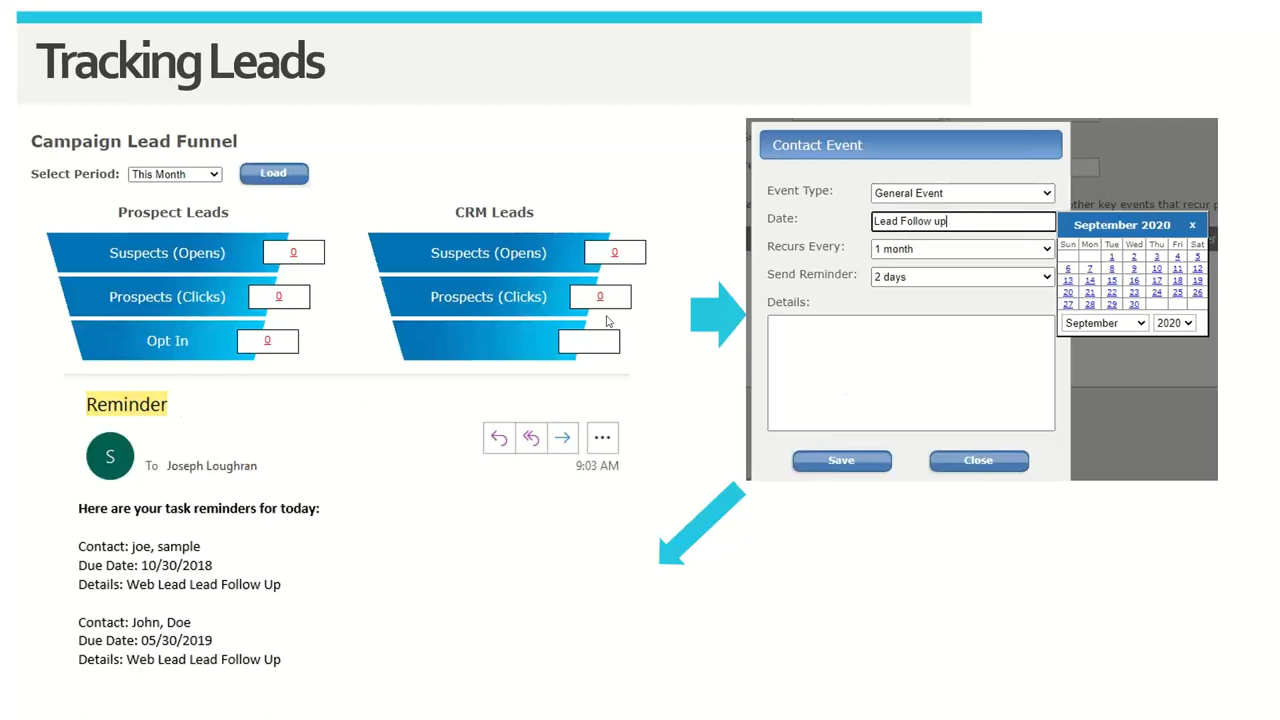 Tracking Leads
Campaign Lead Funnel
Select Period: This Month Load
Prospect Leads
Suspects (Opens) 0
Prospects (Clicks) 0
Opt In 0
CRM Leads
Suspects (Opens) 0
Prospects (Clicks) 0
Contact Event
Event Type: General Event
Date: Lead Follow up
Recurs Every: 1 month
Send Reminder: 2 days
Details:
Save Close
other key events that recur p
September 2020 x
Sun Mon Tue Wed Thu Fri Sat
1 2 3 4 5
6 7 8 9 10 11 12
13 14 15 16 17 18 19
20 21 22 23 24 25 26
27 28 29 30
September 2020
Reminder
S
To Joseph Loughran
9:03 AM
Here are your task reminders for today:
Contact: joe, sample
Due Date: 10/30/2018
Details: Web Lead Lead Follow Up
Contact: John, Doe
Due Date: 05/30/2019
Details: Web Lead Lead Follow Up